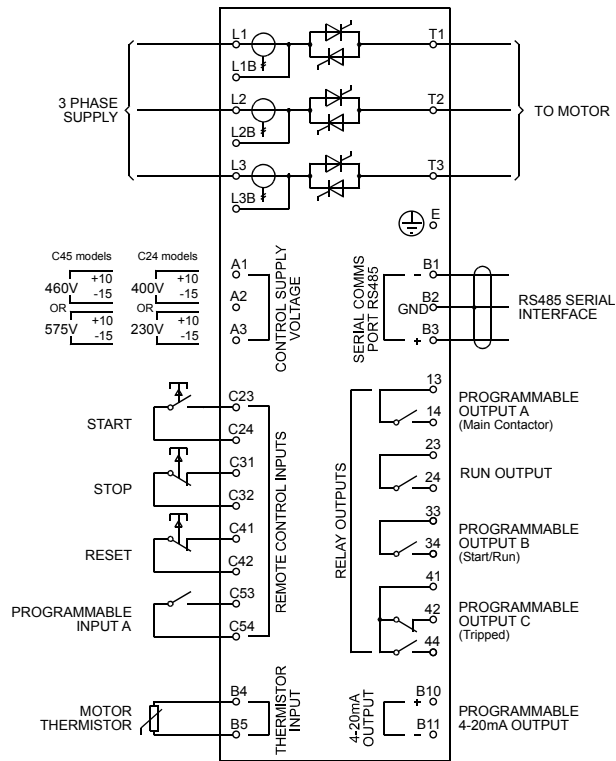 L1
T1
L1B
3 PHASE
SUPPLY
L2
T2
TO MOTOR
L2B
L3
T3
L3B
E
C45 models
C24 models
460V +10 -15
400V +10 -15
OR
OR
575V +10 -15
230V +10 -15
A1
A2
A3
CONTROL SUPPLY
VOLTAGE
SERIAL COMMS
PORT RS485
- B1
GND B2
+ B3
RS485 SERIAL
INTERFACE
START
C23
C24
STOP
C31
C32
RESET
C41
C42
PROGRAMMABLE
INPUT A
C53
C54
REMOTE CONTROL INPUTS
RELAY OUTPUTS
13
14
PROGRAMMABLE
OUTPUT A
(Main Contactor)
23
24
RUN OUTPUT
33
34
PROGRAMMABLE
OUTPUT B
(Start/Run)
41
42
44
PROGRAMMABLE
OUTPUT C
(Tripped)
MOTOR
THERMISTOR
B4
B5
THERMISTOR
INPUT
4-20mA
OUTPUT
+ B10
- B11
PROGRAMMABLE
4-20mA OUTPUT